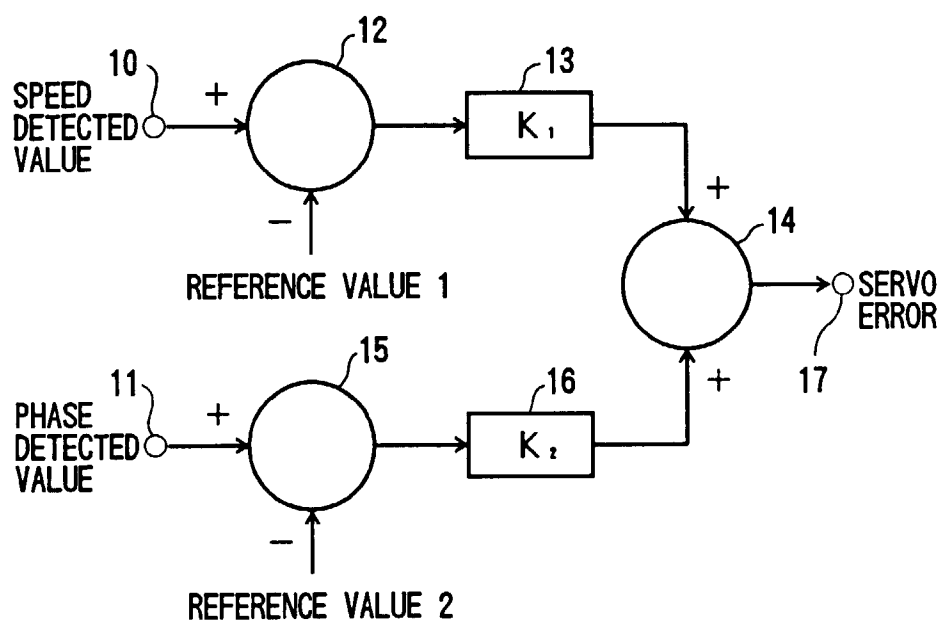 12
10
13
SPEED
DETECTED
VALUE
+
K₁
+
−
14
REFERENCE VALUE 1
SERVO
ERROR
15
17
11
16
+
PHASE
DETECTED
VALUE
+
K₂
−
REFERENCE VALUE 2